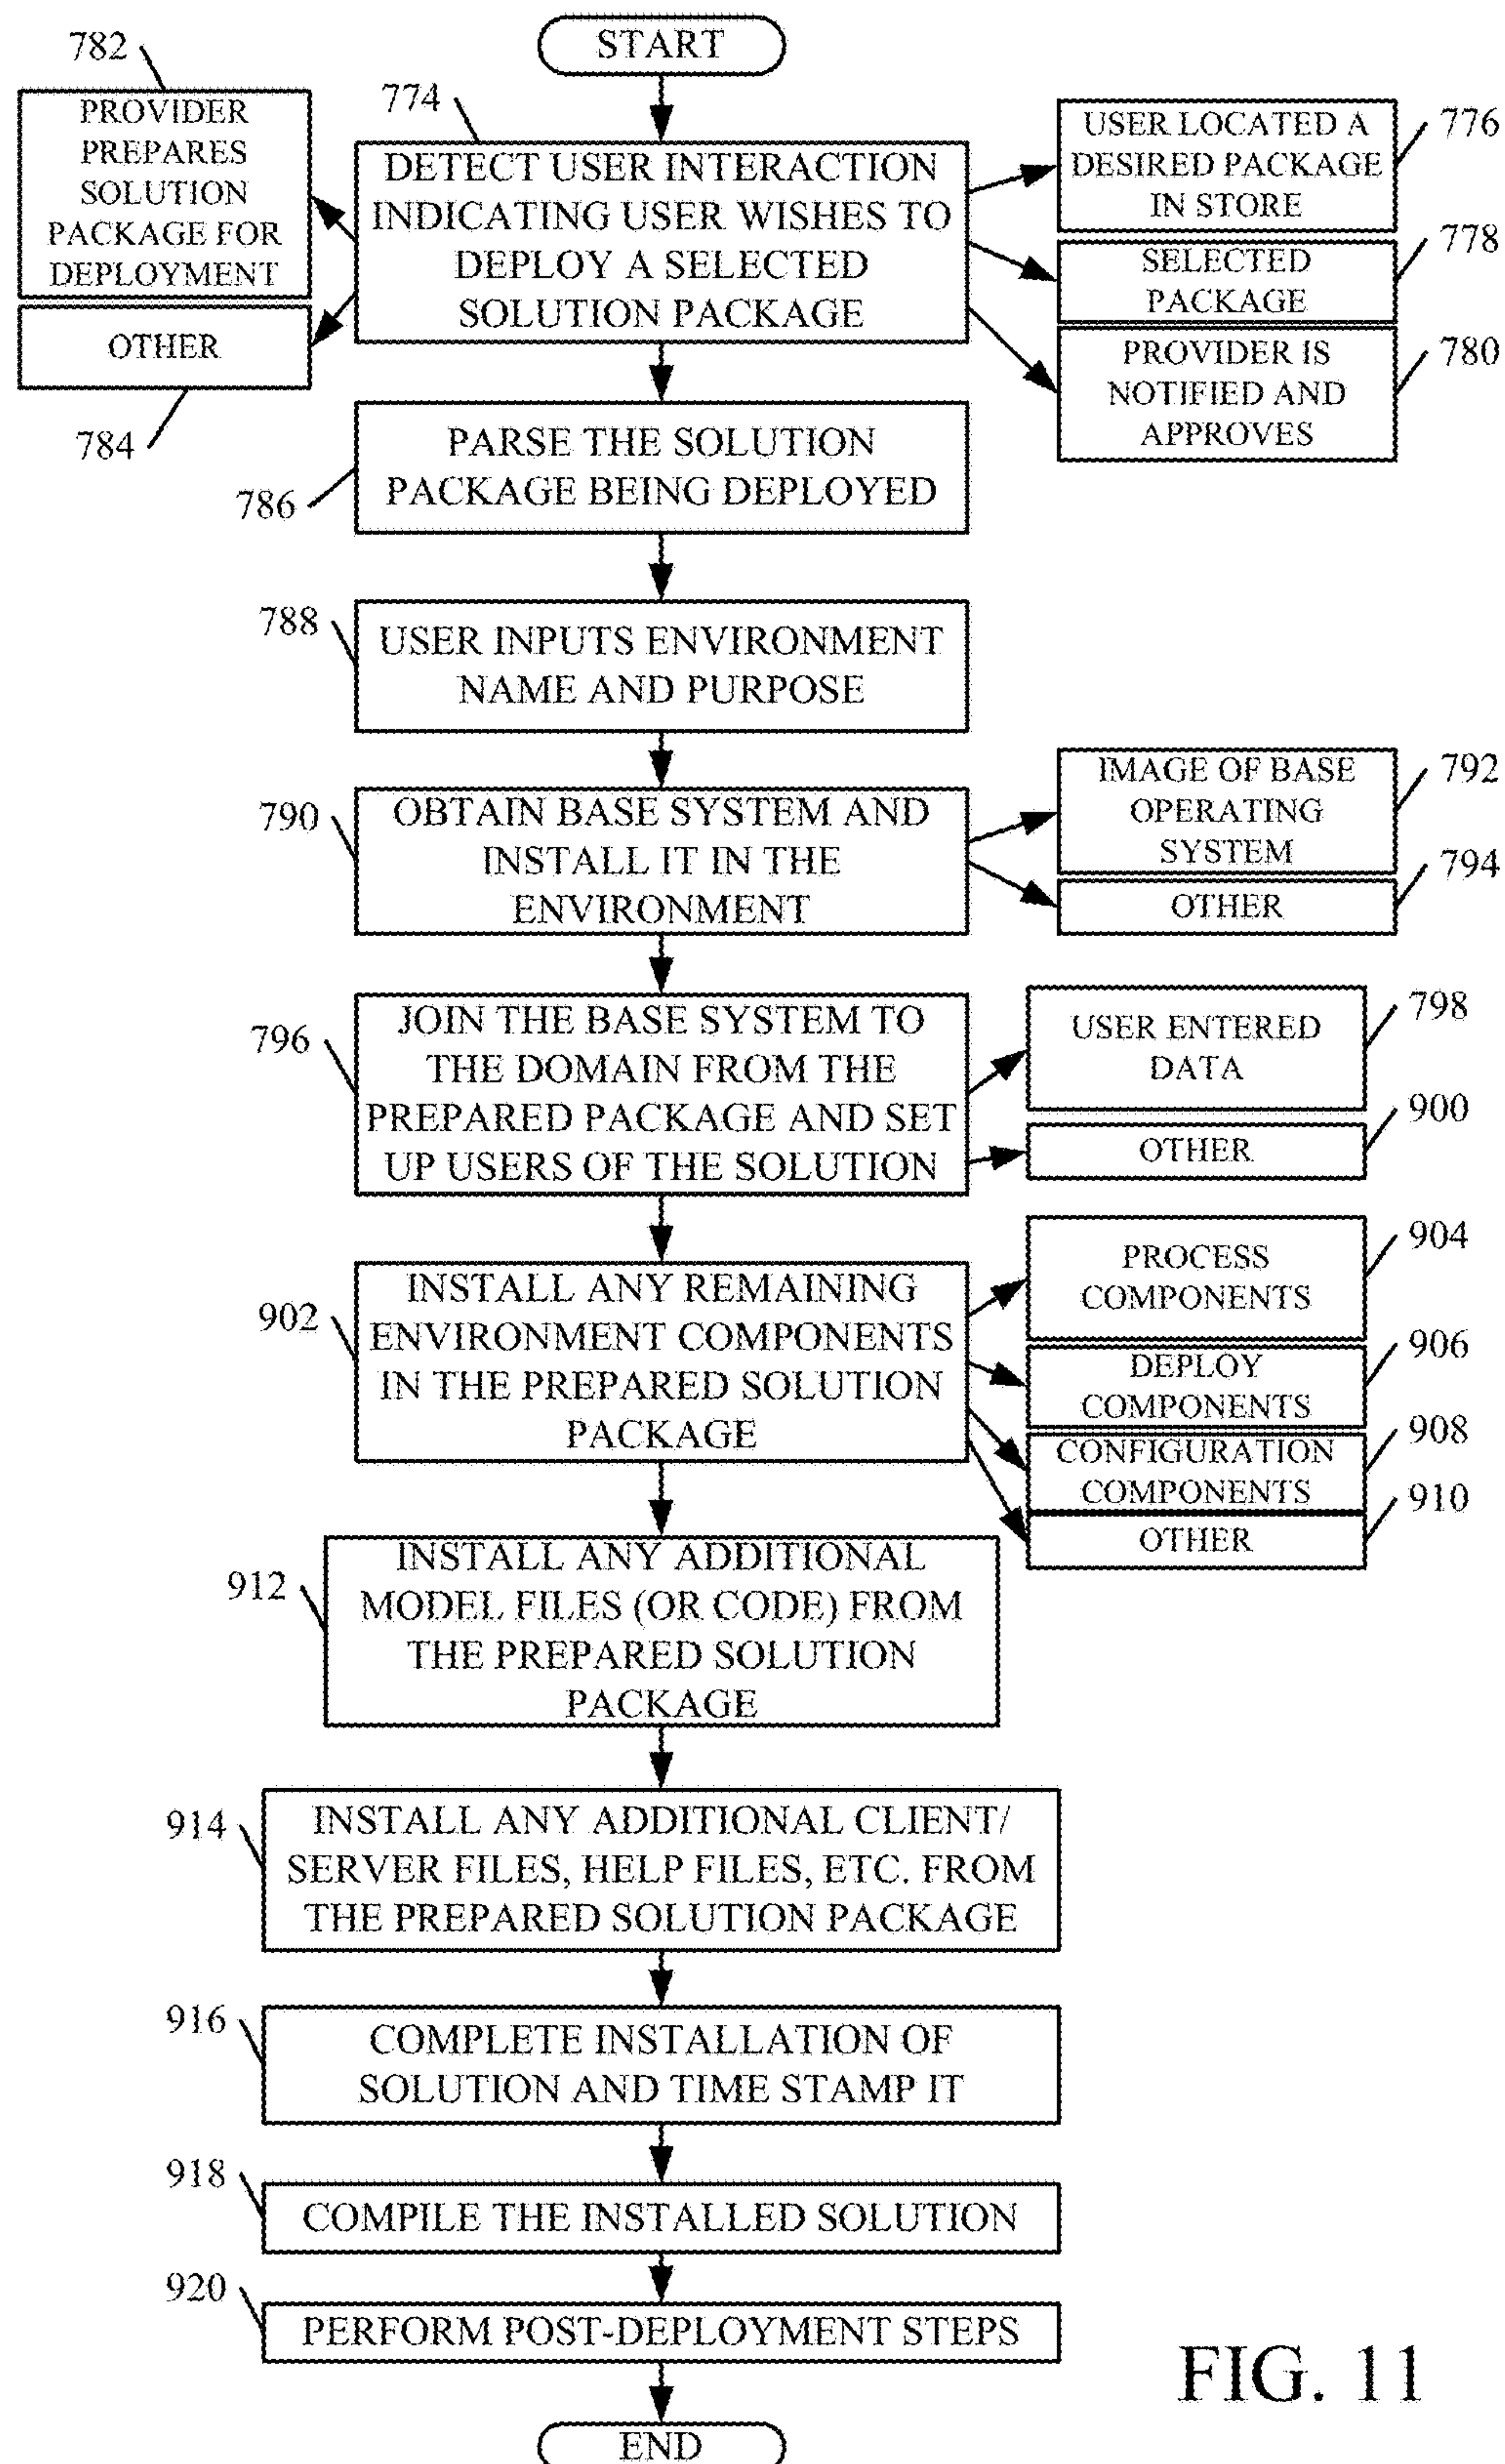 START
782
PROVIDER
PREPARES
SOLUTION
PACKAGE FOR
DEPLOYMENT
OTHER
784
774
DETECT USER INTERACTION
INDICATING USER WISHES TO
DEPLOY A SELECTED
SOLUTION PACKAGE
USER LOCATED A
DESIRED PACKAGE
IN STORE
776
SELECTED
PACKAGE
778
PROVIDER IS
NOTIFIED AND
APPROVES
780
PARSE THE SOLUTION
PACKAGE BEING DEPLOYED
786
788
USER INPUTS ENVIRONMENT
NAME AND PURPOSE
790
OBTAIN BASE SYSTEM AND
INSTALL IT IN THE
ENVIRONMENT
IMAGE OF BASE
OPERATING
SYSTEM
792
OTHER
794
796
JOIN THE BASE SYSTEM TO
THE DOMAIN FROM THE
PREPARED PACKAGE AND SET
UP USERS OF THE SOLUTION
USER ENTERED
DATA
798
OTHER
900
902
INSTALL ANY REMAINING
ENVIRONMENT COMPONENTS
IN THE PREPARED SOLUTION
PACKAGE
PROCESS
COMPONENTS
904
DEPLOY
COMPONENTS
906
CONFIGURATION
COMPONENTS
908
OTHER
910
912
INSTALL ANY ADDITIONAL
MODEL FILES (OR CODE) FROM
THE PREPARED SOLUTION
PACKAGE
914
INSTALL ANY ADDITIONAL CLIENT/
SERVER FILES, HELP FILES, ETC. FROM
THE PREPARED SOLUTION PACKAGE
916
COMPLETE INSTALLATION OF
SOLUTION AND TIME STAMP IT
918
COMPILE THE INSTALLED SOLUTION
920
PERFORM POST-DEPLOYMENT STEPS
END
FIG. 11